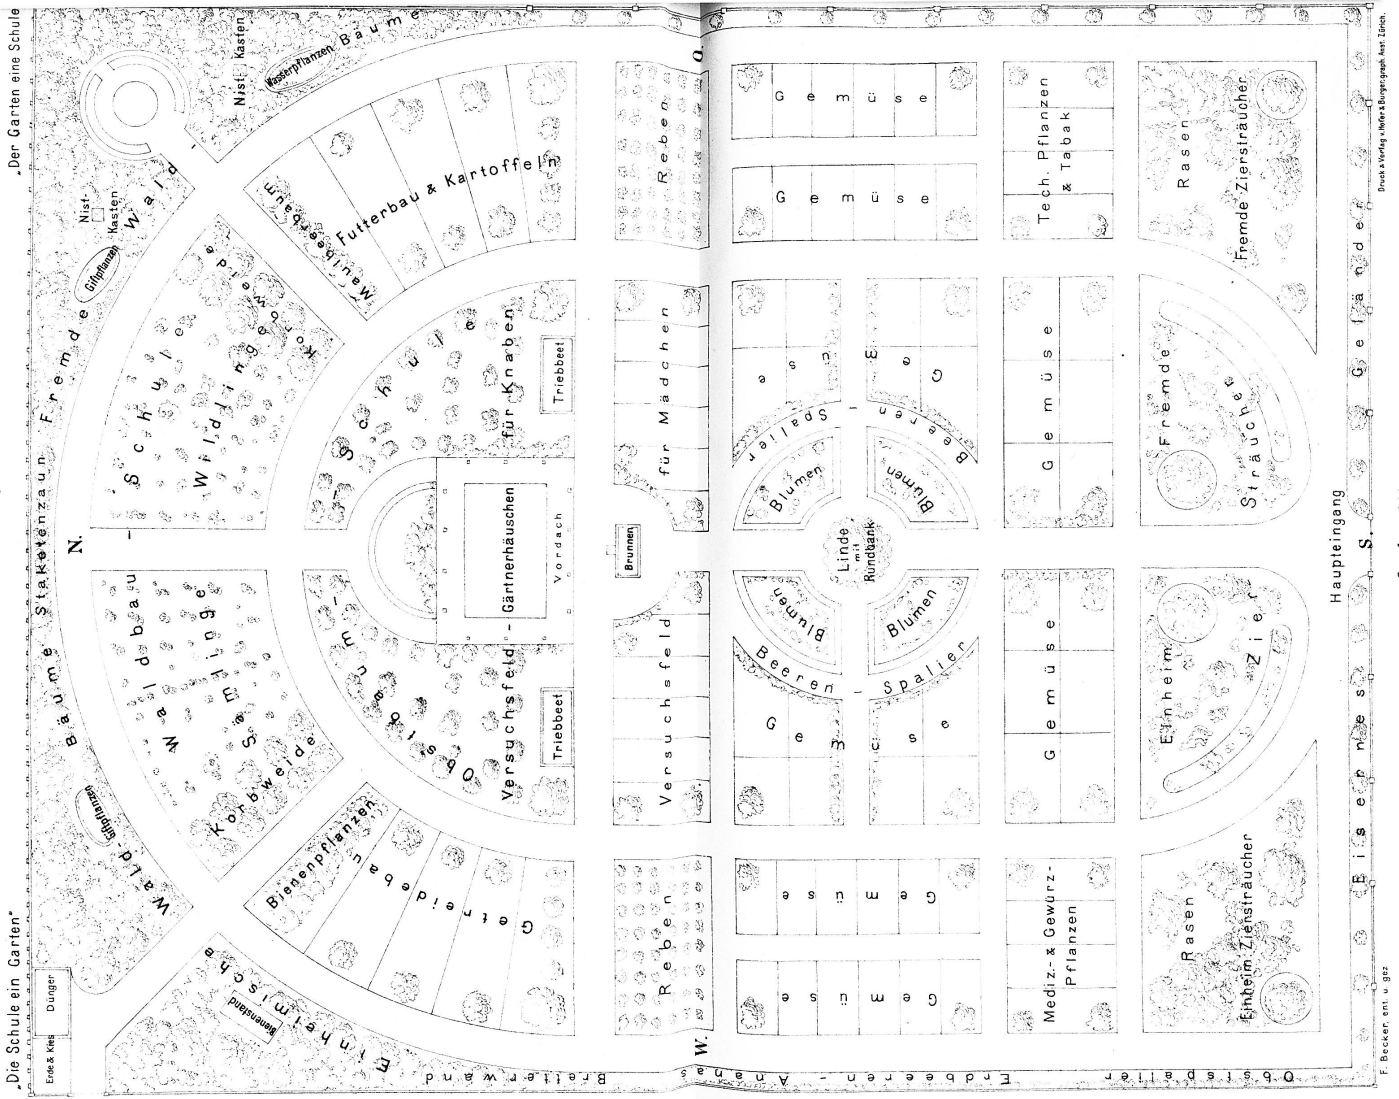 „Die Schule ein Garten“
„Der Garten eine Schule
Erde & Kies
Dünger
N.
O.
S.
W.
Bäume
Staketenzaun
Fremde
Wald-
Giftpflanzen
Nist-
Kasten
Giftpflanzen
Wald-
Nist-
Kasten
Wasserpflanzen
Bäume
Einheimische
Bienenstand
Bretterwand
Waldbau
- Schule
Sämlinge
Wildlinge
Korbweide
Korbweide
Bienenpflanzen
Getreidebau
Maulbeerbaum
Futterbau & Kartoffeln
Obstbaum-
- Schule
Versuchsfeld
für Knaben
Triebbeet
Triebbeet
- Gärtnerhäuschen
Vordach
Brunnen
Reben
Versuchsfeld
für Mädchen
Reben
Gemüse
Gemüse
Gemüse
Gemüse
Gemüse
Gemüse
Beeren - Spalier
Beeren - Spalier
Blumen
Blumen
Blumen
Blumen
Linde
mit
Rundbank
Mediz.- & Gewürz-
Pflanzen
Gemüse
Gemüse
Tech. Pflanzen
& Tabak
Rasen
Einheim Ziersträucher
Einheim
Zier
Fremde
Sträucher
Rasen
Fremde Ziersträucher
Haupteingang
Eisernes Geländer
Obstspalier
Erdbeeren - Ananas
F. Becker, ent. u. gez.
Druck & Verlag v. Hofer & Burger, graph. Anst. Zürich.